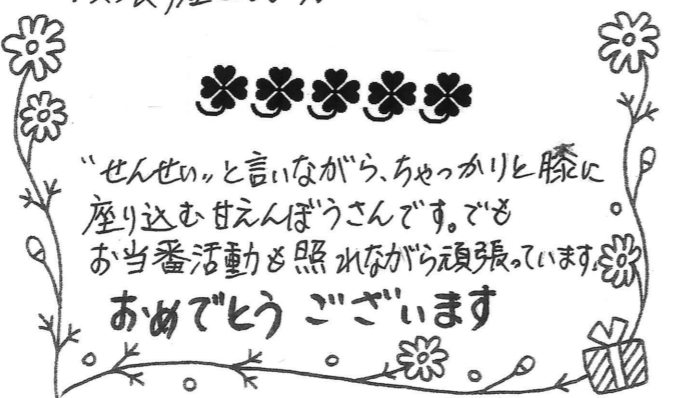 “せんせい„と言いながら、ちゃっかりと膝に
座り込む甘えんぼうさんです。でも
お当番活動も照れながら頑張っています。
おめでとうございます